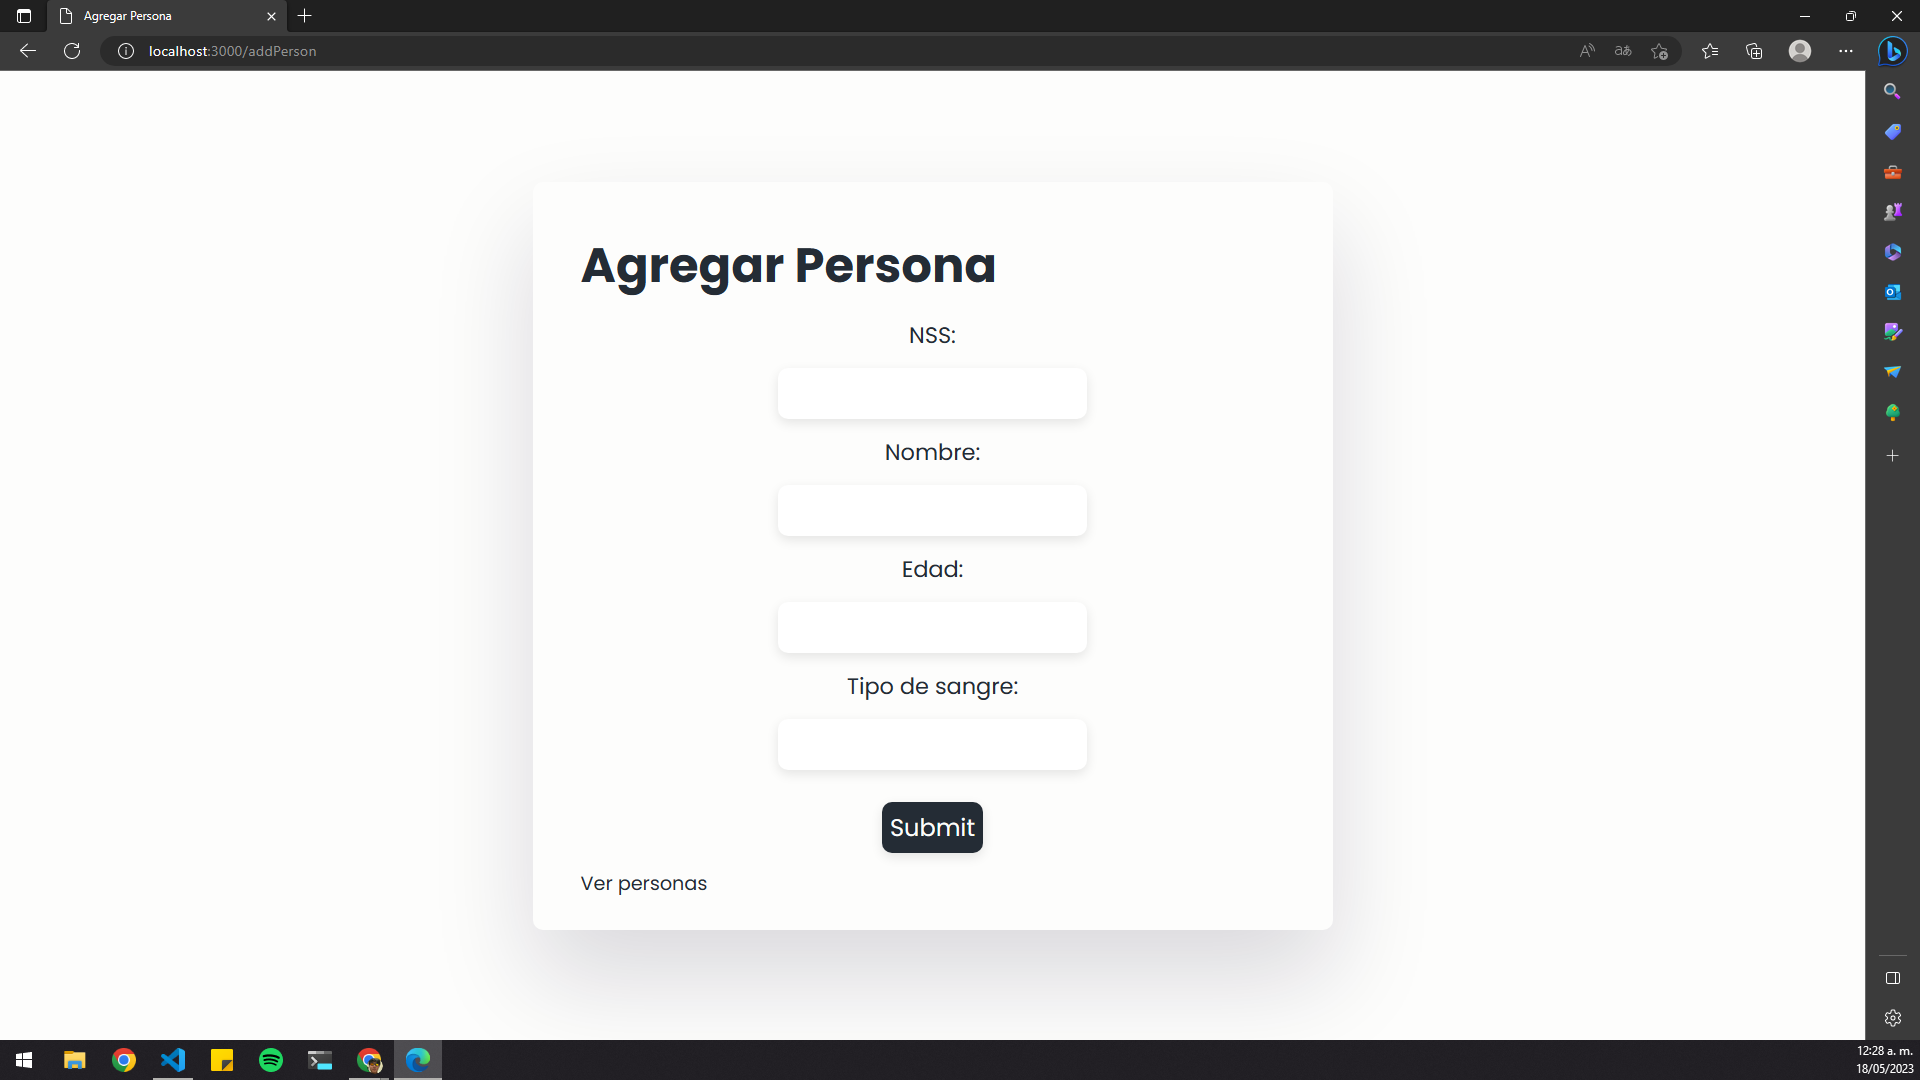 Agregar Persona
localhost:3000/addPerson
Agregar Persona
NSS:
Nombre:
Edad:
Tipo de sangre:
Submit
Ver personas
12:28 a. m.
18/05/2023